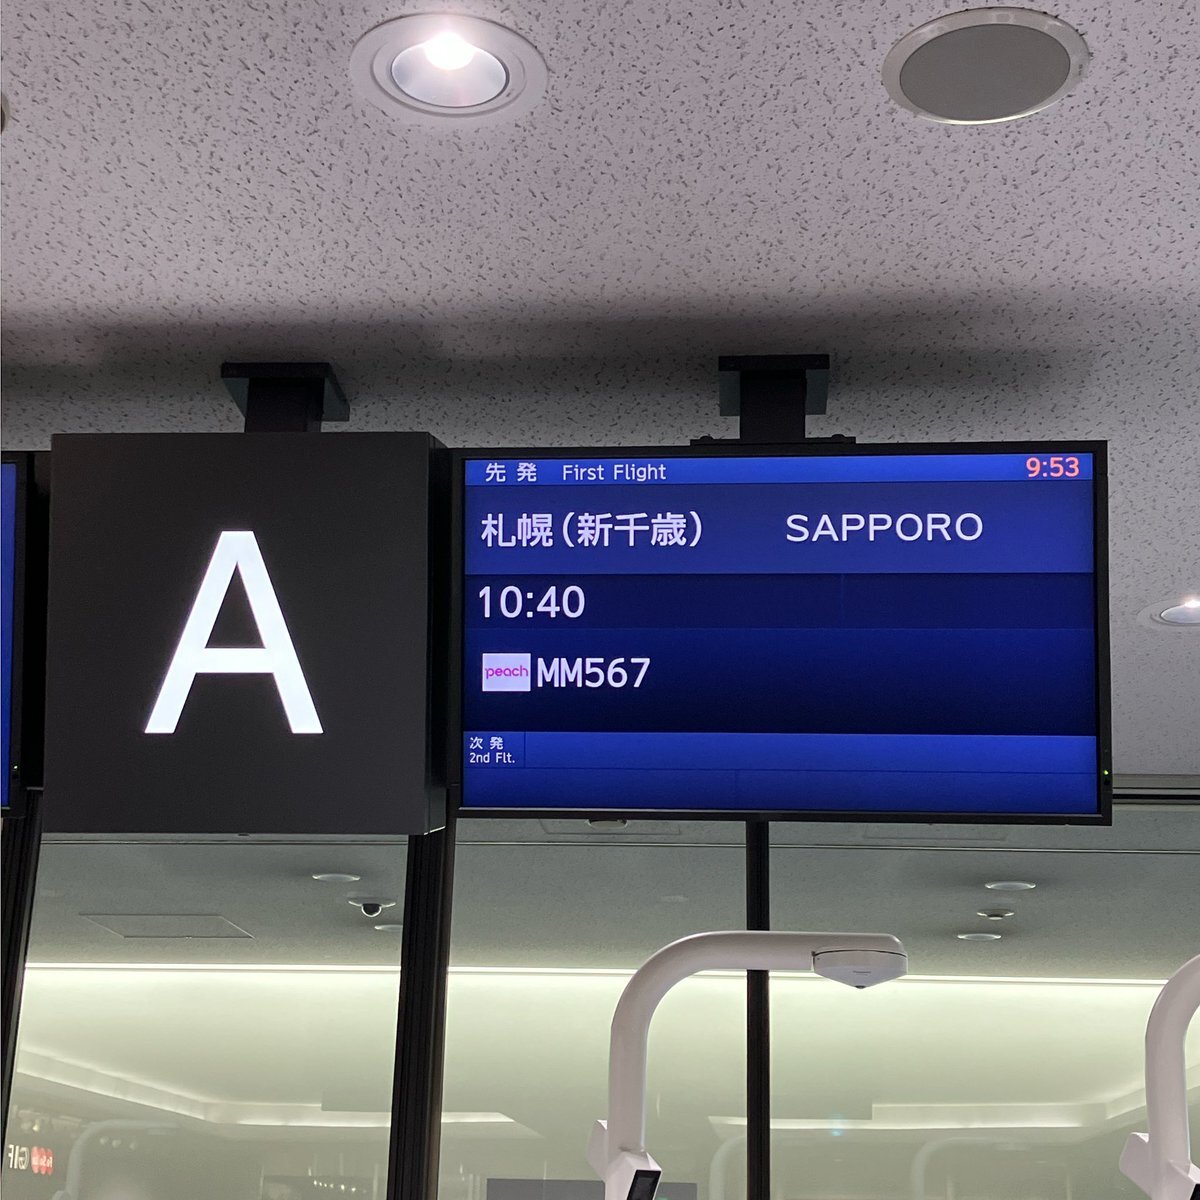 A
先発 First Flight 9:53
札幌(新千歳) SAPPORO
10:40
peach MM567
次発
2nd Flt.